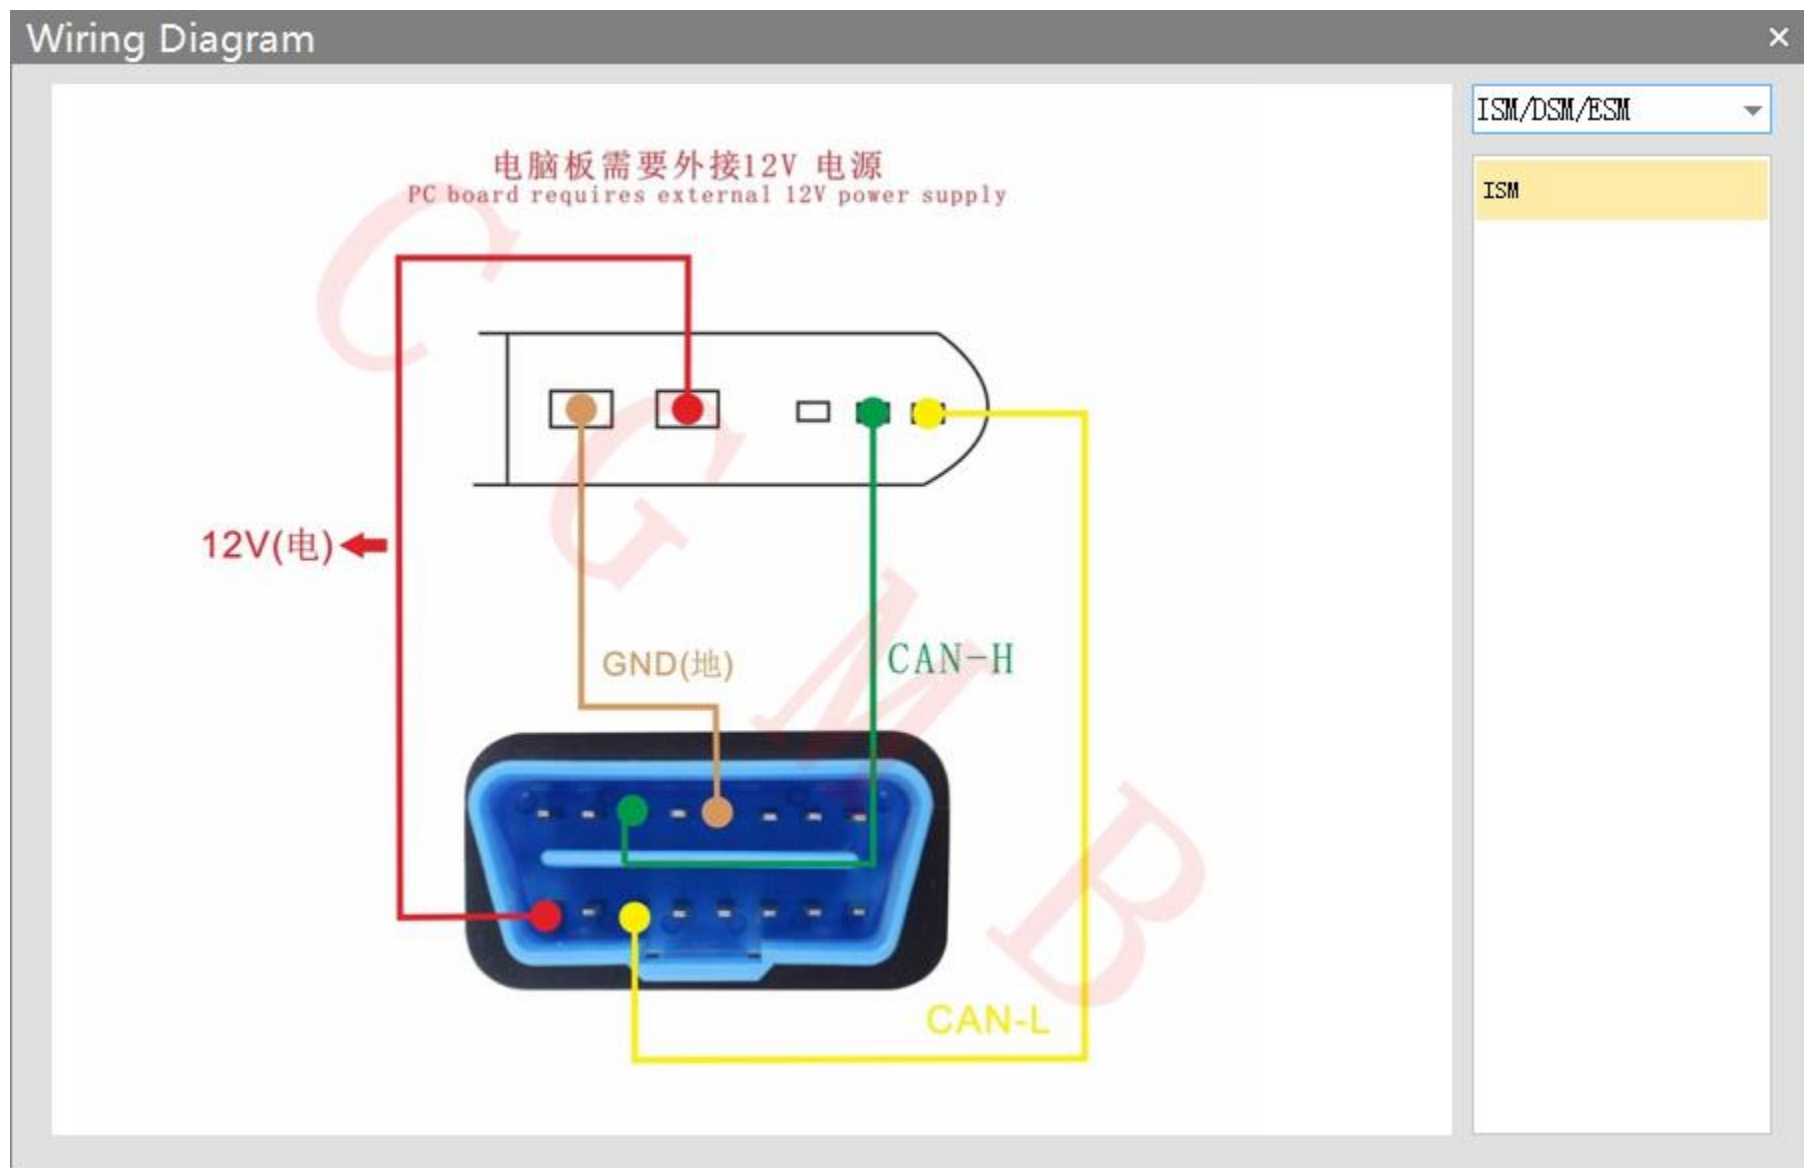 Wiring Diagram
ISM/DSM/ESM
ISM
电脑板需要外接12V 电源
PC board requires external 12V power supply
12V(电)
GND(地)
CAN-H
CAN-L
C G M B